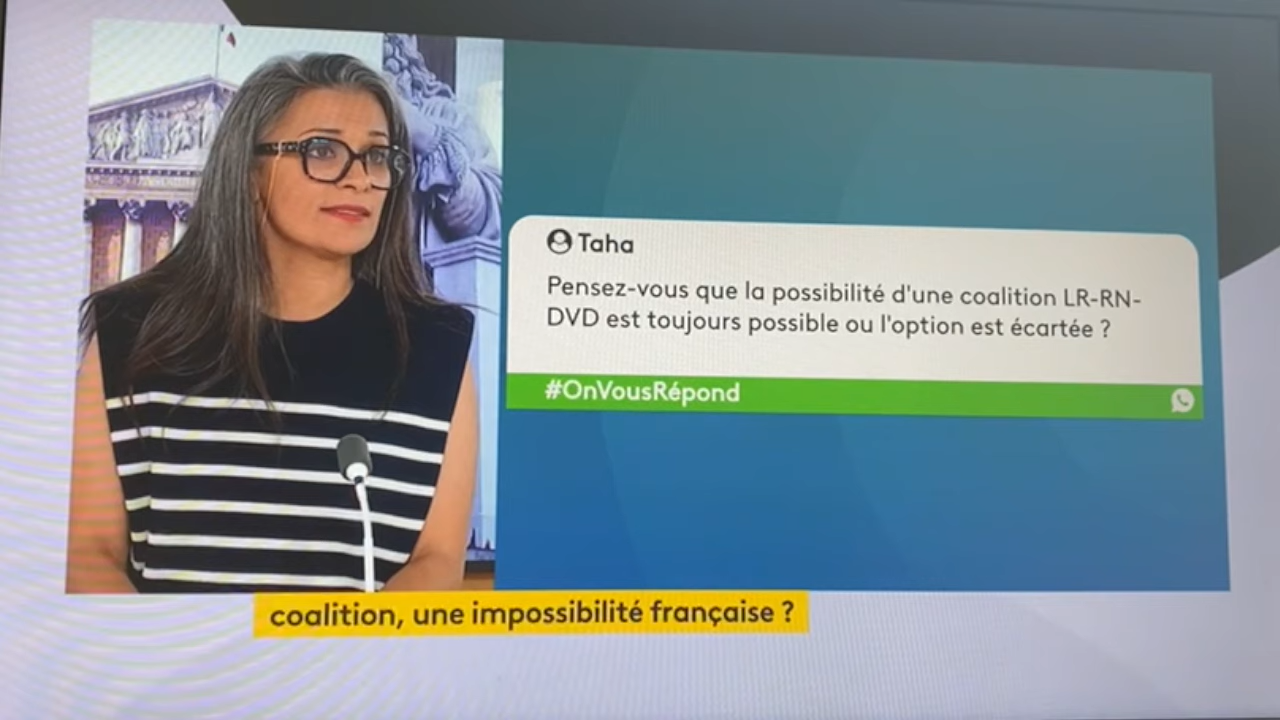 Taha
Pensez-vous que la possibilité d'une coalition LR-RN-
DVD est toujours possible ou l'option est écartée ?
#OnVousRépond
coalition, une impossibilité française ?